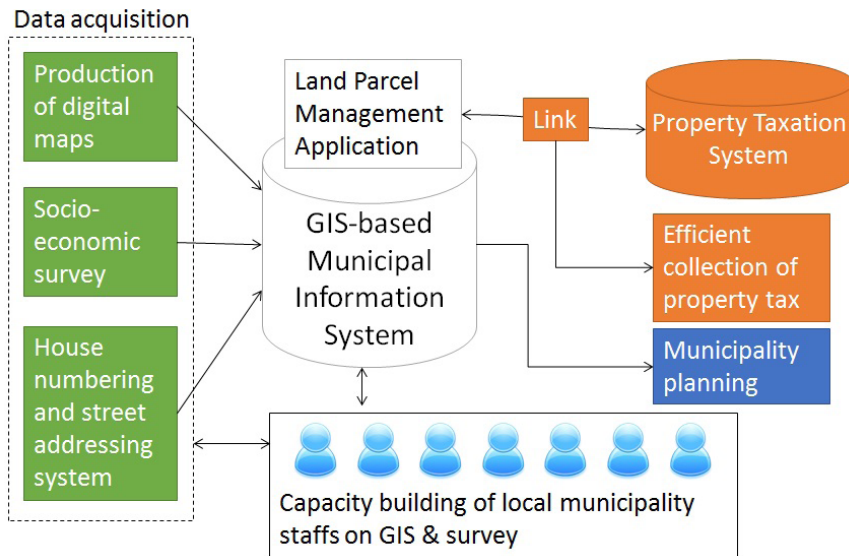 Data acquisition
Production
of digital
maps
Socio-
economic
survey
House
numbering
and street
addressing
system
Land Parcel
Management
Application
GIS-based
Municipal
Information
System
Link
Property Taxation
System
Efficient
collection of
property tax
Municipality
planning
Capacity building of local municipality
staffs on GIS & survey